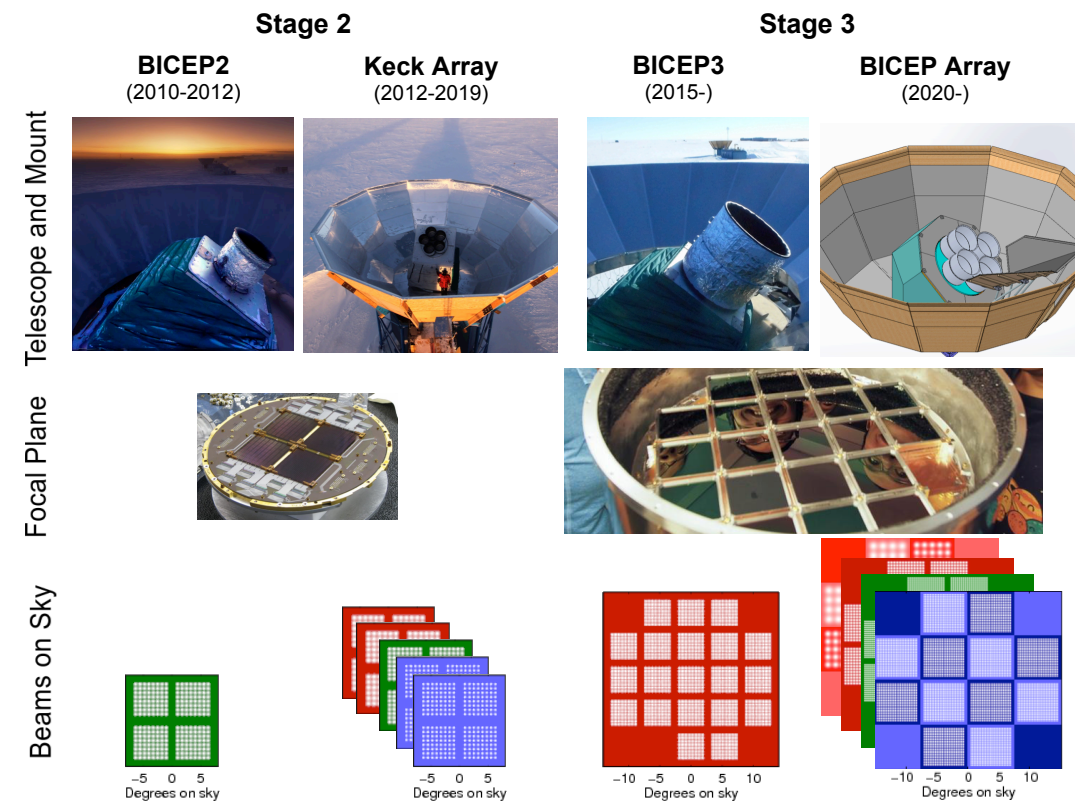 Stage 2
Stage 3
BICEP2
(2010-2012)
Keck Array
(2012-2019)
BICEP3
(2015-)
BICEP Array
(2020-)
Telescope and Mount
Focal Plane
Beams on Sky
−5 0 5
Degrees on sky
−5 0 5
Degrees on sky
−10 −5 0 5 10
Degrees on sky
−10 −5 0 5 10
Degrees on sky